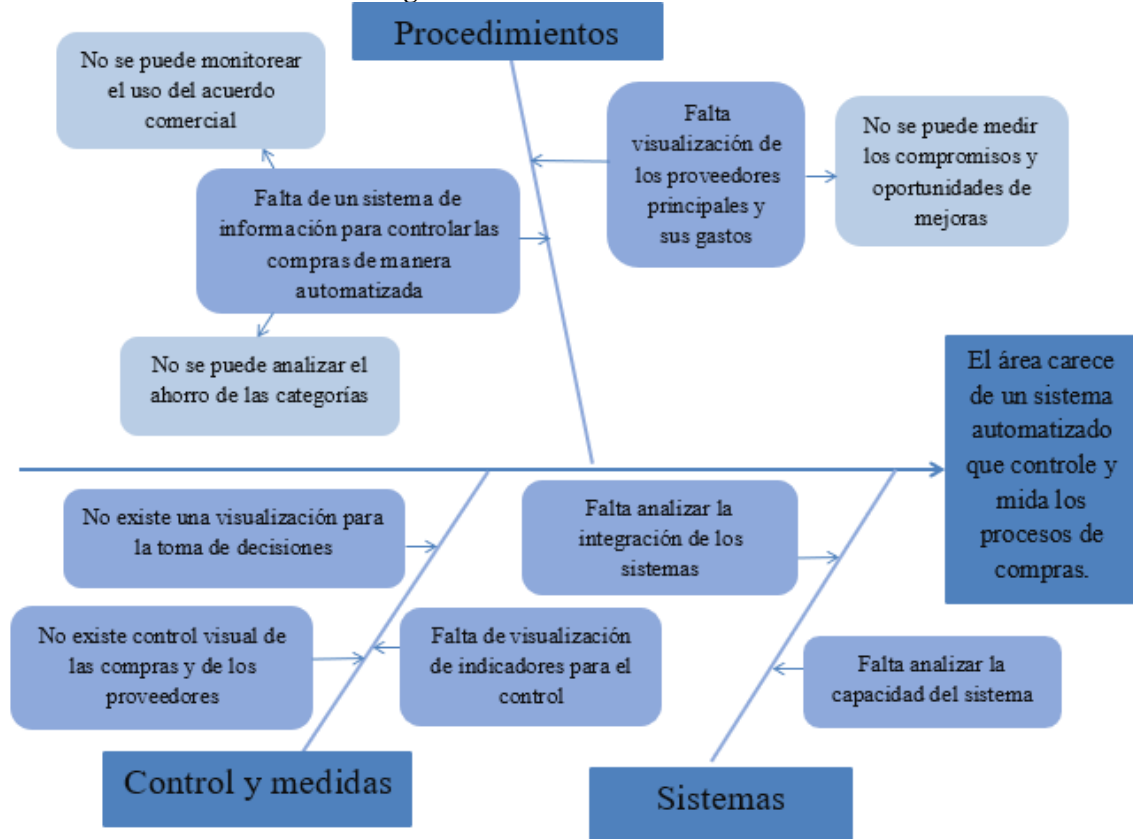 Procedimientos
No se puede monitorear
el uso del acuerdo
comercial
Falta
visualización de
los proveedores
principales y
sus gastos
No se puede medir
los compromisos y
oportunidades de
mejoras
Falta de un sistema de
información para controlar las
compras de manera
automatizada
No se puede analizar el
ahorro de las categorías
El área carece
de un sistema
automatizado
que controle y
mida los
procesos de
compras.
No existe una visualización para
la toma de decisiones
Falta analizar la
integración de los
sistemas
No existe control visual de
las compras y de los
proveedores
Falta de visualización
de indicadores para el
control
Falta analizar la
capacidad del sistema
Control y medidas
Sistemas